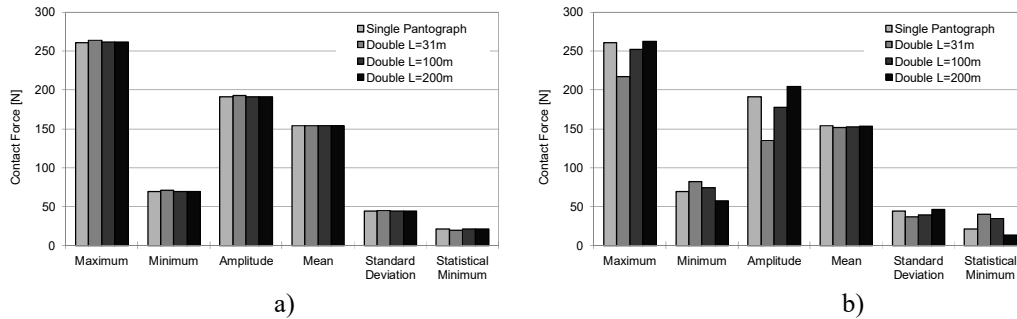 300
250
200
150
100
50
0
Contact Force [N]
Single Pantograph
Double L=31m
Double L=100m
Double L=200m
Maximum Minimum Amplitude Mean Standard Deviation Statistical Minimum
a)
300
250
200
150
100
50
0
Contact Force [N]
Single Pantograph
Double L=31m
Double L=100m
Double L=200m
Maximum Minimum Amplitude Mean Standard Deviation Statistical Minimum
b)